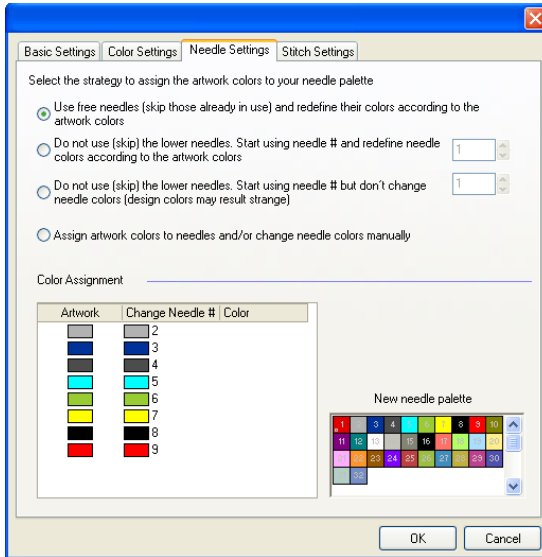 Basic Settings Color Settings Needle Settings Stitch Settings
Select the strategy to assign the artwork colors to your needle palette
Use free needles (skip those already in use) and redefine their colors according to the
artwork colors
Do not use (skip) the lower needles. Start using needle # and redefine needle
colors according to the artwork colors
1
Do not use (skip) the lower needles. Start using needle # but don´t change
needle colors (design colors may result strange)
1
Assign artwork colors to needles and/or change needle colors manually
Color Assignment
Artwork Change Needle # Color
2
3
4
5
6
7
8
9
New needle palette
1 2 3 4 5 6 7 8 9 10
11 12 13 15 16 17 18 19 20
21 22 23 24 25 26 27 28 29 30
32
OK Cancel